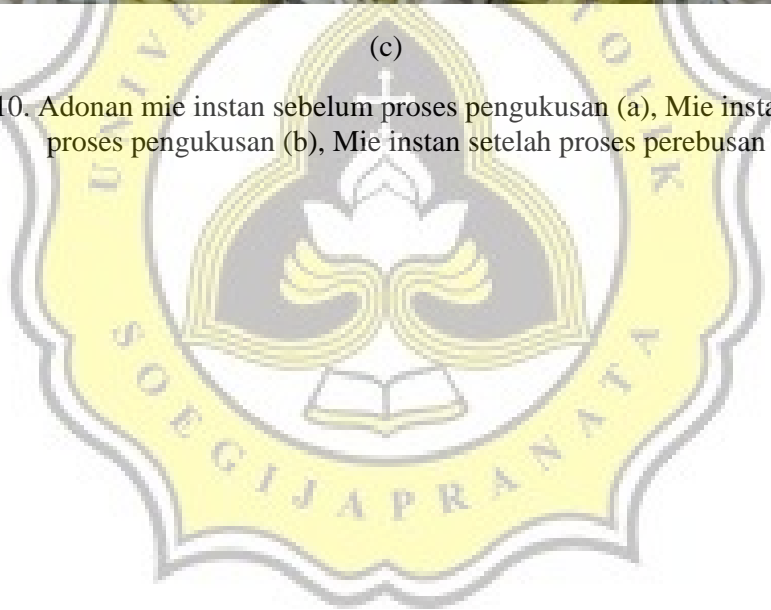 (c)
10. Adonan mie instan sebelum proses pengukusan (a), Mie insta
proses pengukusan (b), Mie instan setelah proses perebusan
SOEGIJAPRANATA